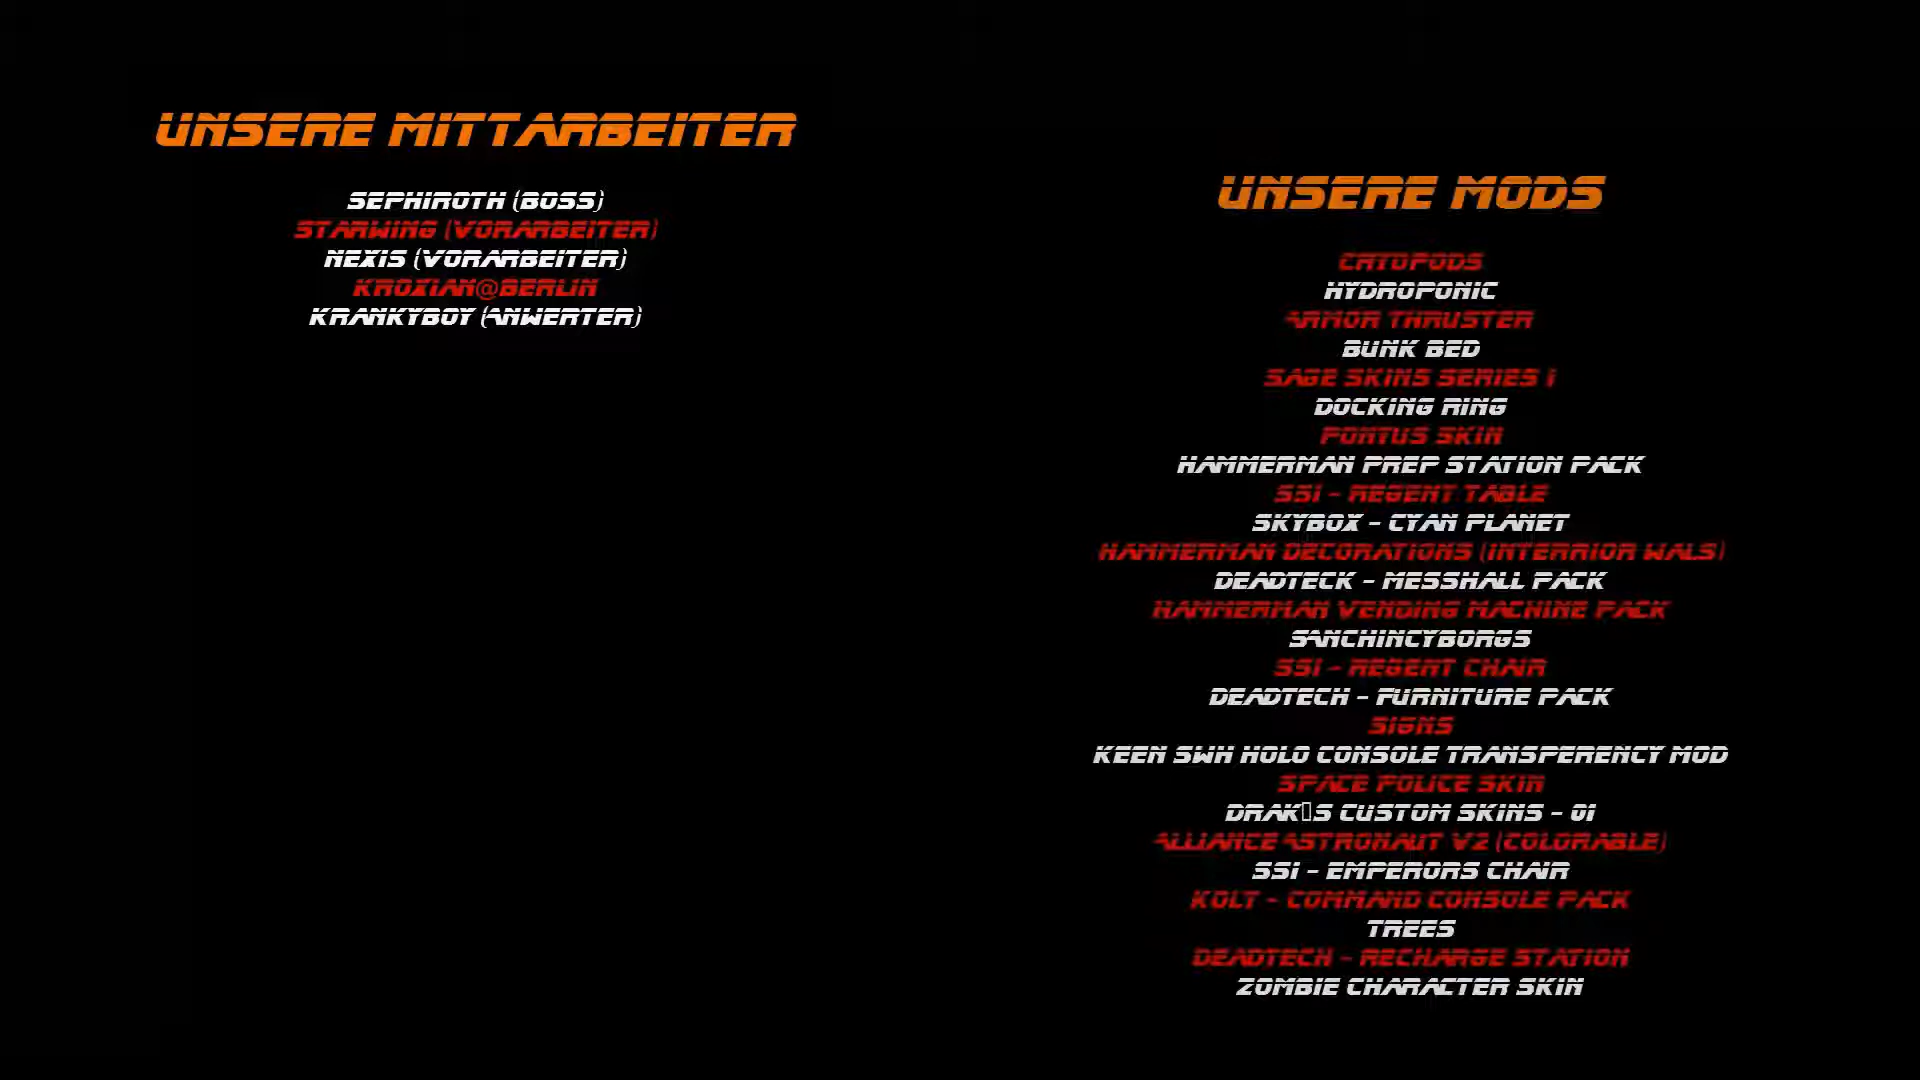 UNSERE MITTARBEITER
SEPHIROTH (BOSS)
STARWING (VORARBEITER)
NEXIS (VORARBEITER)
KROXIAN@BERLIN
KRANKYBOY (ANWERTER)
UNSERE MODS
CRYOPODS
HYDROPONIC
ARMOR THRUSTER
BUNK BED
SAGE SKINS SERIES 1
DOCKING RING
PONTUS SKIN
HAMMERMAN PREP STATION PACK
SSI - REGENT TABLE
SKYBOX - CYAN PLANET
HAMMERMAN DECORATIONS (INTERRIOR WALS)
DEADTECK - MESSHALL PACK
HAMMERMAN VENDING MACHINE PACK
SANCHINCYBORGS
SSI - REGENT CHAIR
DEADTECH - FURNITURE PACK
SIGNS
KEEN SWH HOLO CONSOLE TRANSPERENCY MOD
SPACE POLICE SKIN
DRAK▯S CUSTOM SKINS - 01
ALLIANCE ASTRONAUT V2 (COLORABLE)
SSI - EMPERORS CHAIR
KOLT - COMMAND CONSOLE PACK
TREES
DEADTECH - RECHARGE STATION
ZOMBIE CHARACTER SKIN